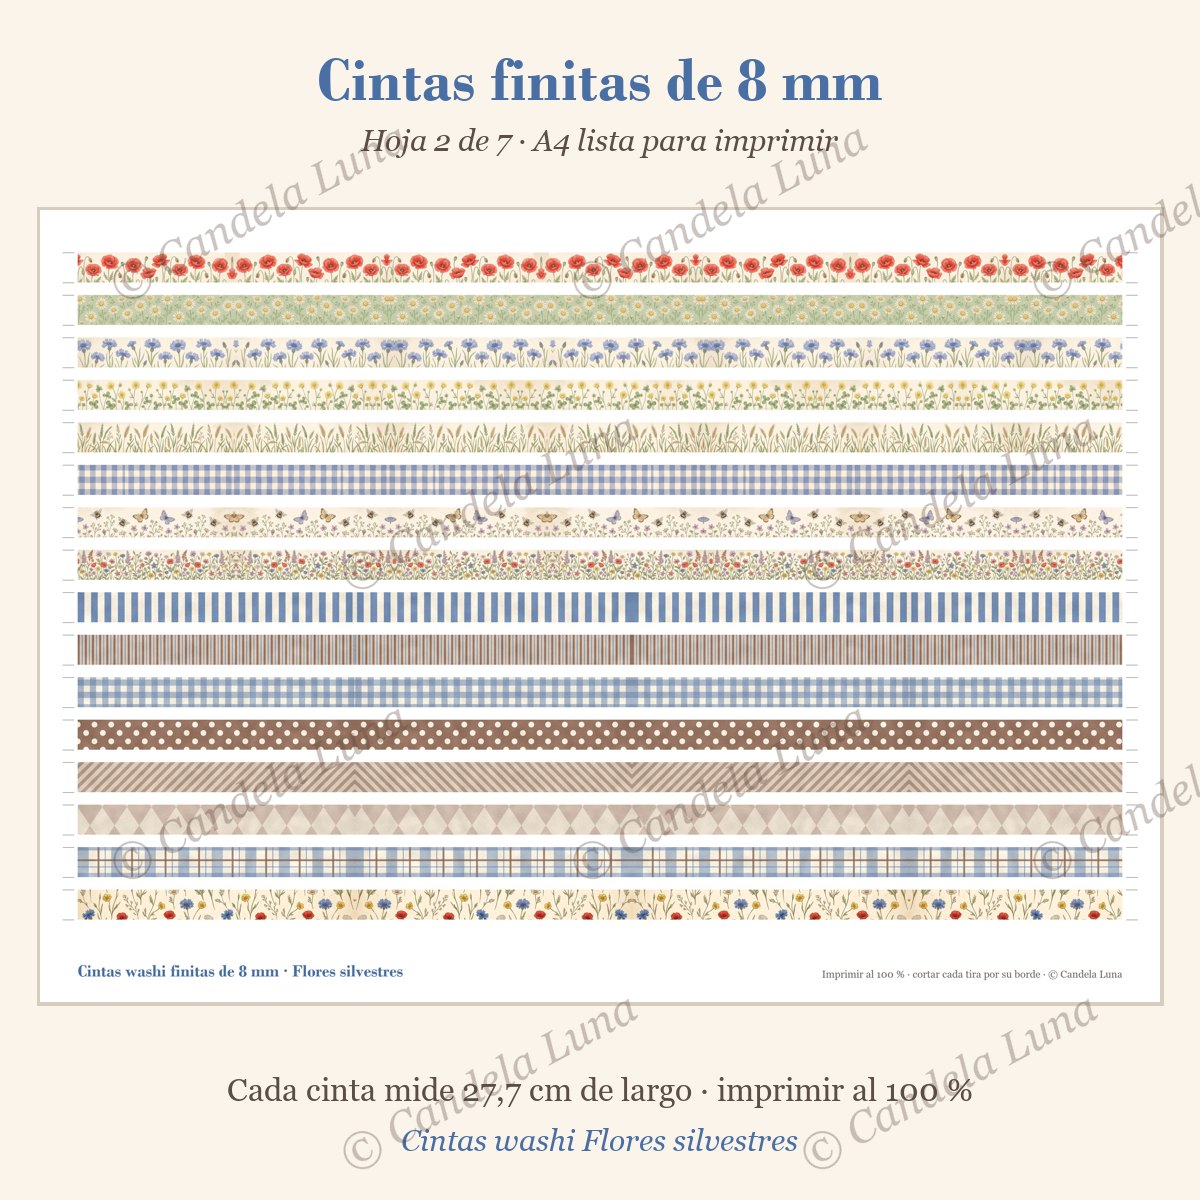 Cintas finitas de 8 mm
Hoja 2 de 7 · A4 lista para imprimir
© Candela Luna
© Candela Luna
© Candela
© Candela Luna
© Candela Luna
© Candela Luna
© Candela Luna
© Candela
Cintas washi finitas de 8 mm · Flores silvestres
Imprimir al 100 % · cortar cada tira por su borde · © Candela Luna
Cada cinta mide 27,7 cm de largo · imprimir al 100 %
Cintas washi Flores silvestres
© Candela Luna
© Candela Luna